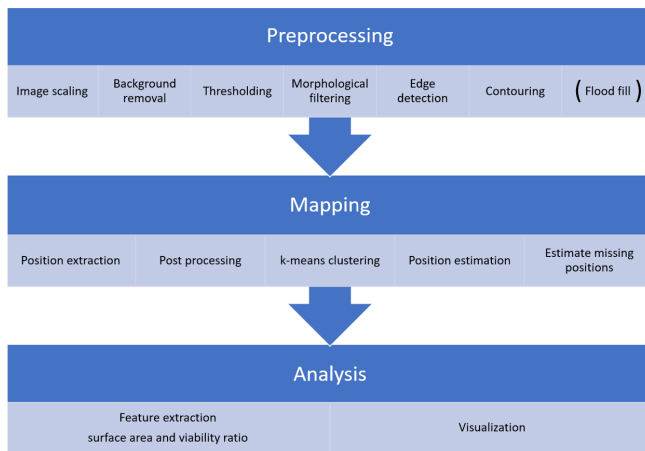 Preprocessing
Image scaling
Background
removal
Thresholding
Morphological
filtering
Edge
detection
Contouring
( Flood fill )
Mapping
Position extraction
Post processing
k-means clustering
Position estimation
Estimate missing
positions
Analysis
Feature extraction
surface area and viability ratio
Visualization